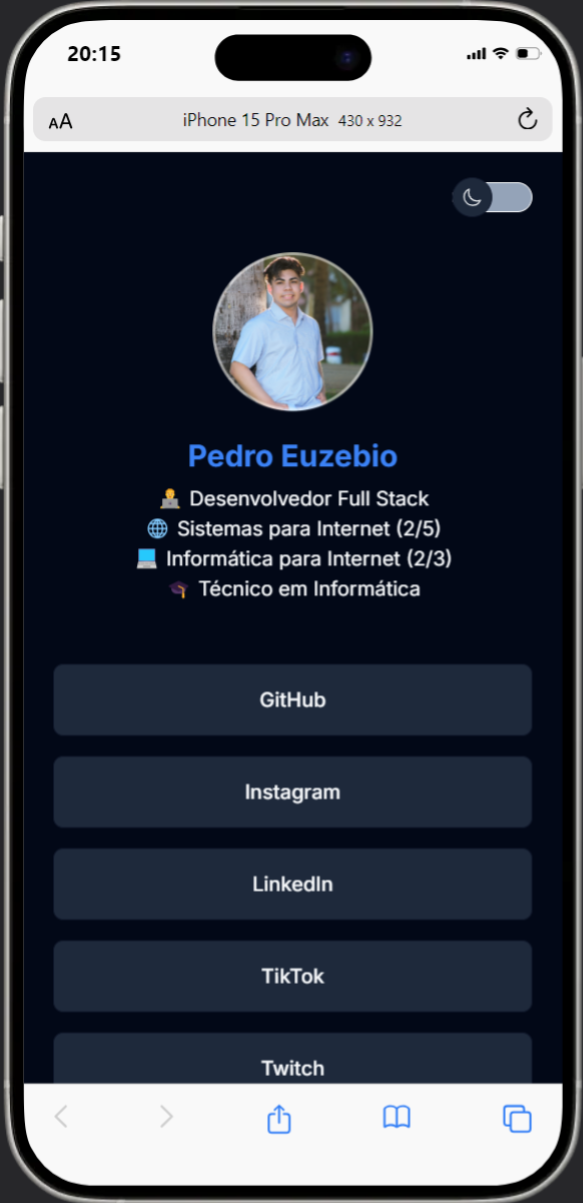 20:15
AA
iPhone 15 Pro Max 430 x 932
Pedro Euzebio
👨‍💻 Desenvolvedor Full Stack
🌐 Sistemas para Internet (2/5)
💻 Informática para Internet (2/3)
🎓 Técnico em Informática
GitHub
Instagram
LinkedIn
TikTok
Twitch